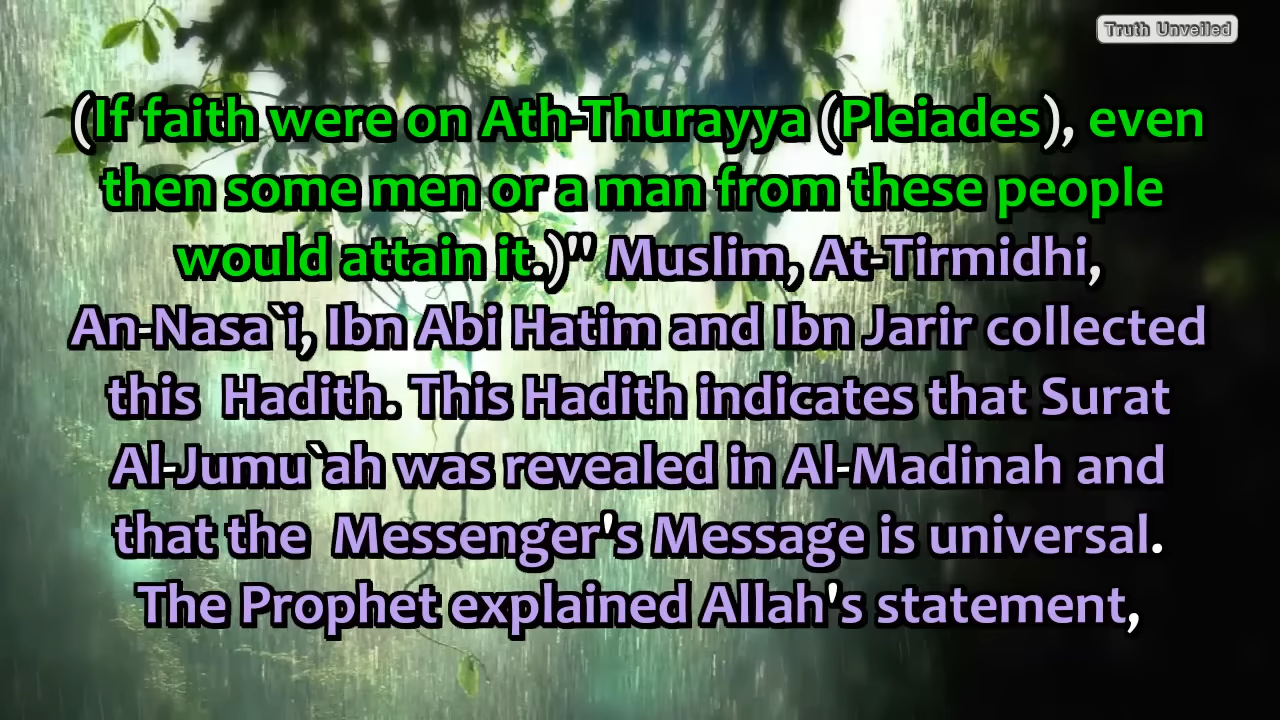 Truth Unveiled
(If faith were on Ath-Thurayya (Pleiades), even
then some men or a man from these people
would attain it.)" Muslim, At-Tirmidhi,
An-Nasa`i, Ibn Abi Hatim and Ibn Jarir collected
this  Hadith. This Hadith indicates that Surat
Al-Jumu`ah was revealed in Al-Madinah and
that the  Messenger's Message is universal.
The Prophet explained Allah's statement,